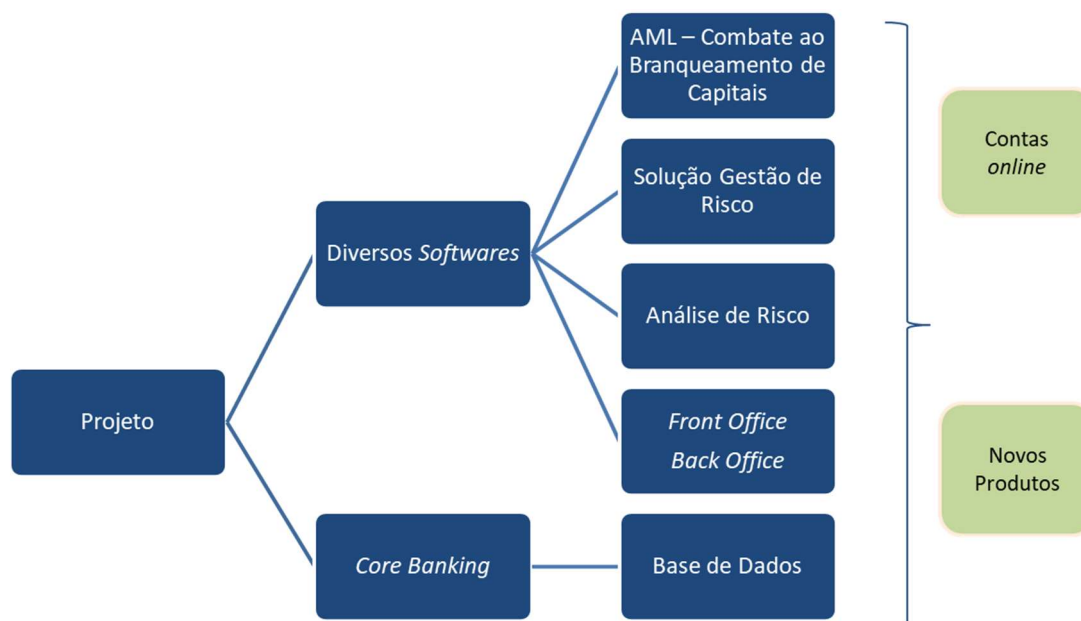 AML – Combate ao
Branqueamento de
Capitais
Solução Gestão de
Risco
Diversos Softwares
Análise de Risco
Projeto
Front Office
Back Office
Core Banking
Base de Dados
Contas
online
Novos
Produtos